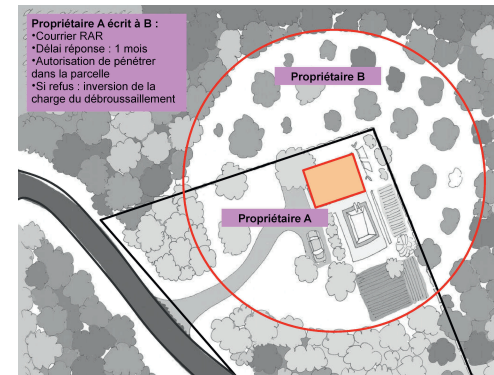 Propriétaire A écrit à B :
•Courrier RAR
•Délai réponse : 1 mois
•Autorisation de pénétrer
dans la parcelle
•Si refus : inversion de la
charge du débroussaillement
Propriétaire B
Propriétaire A